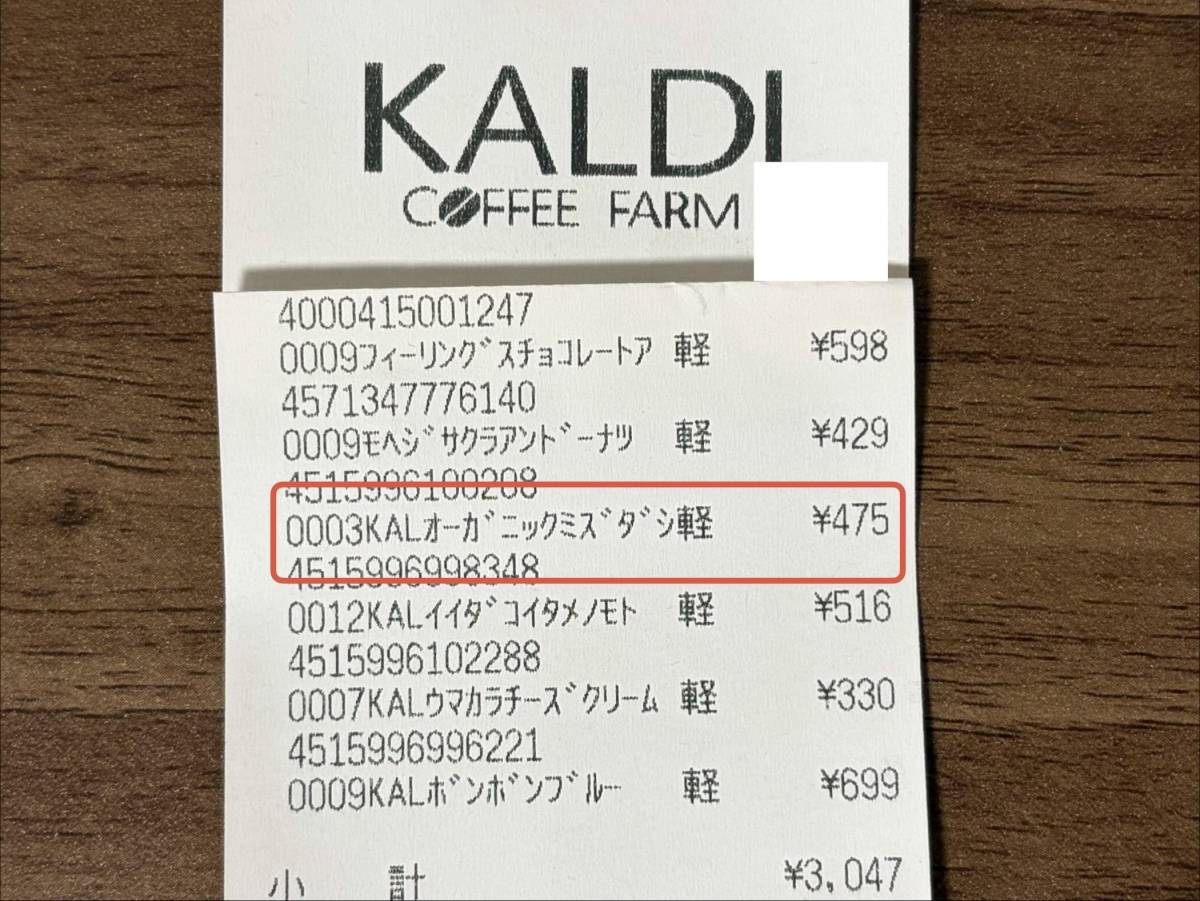 KALDI
COFFEE FARM
4000415001247
0009フィーリングスチョコレートア 軽 ¥598
4571347776140
0009モヘジサクラアンドーナツ 軽 ¥429
4515996100208
0003KALオーガニックミズダシ軽 ¥475
4515996998348
0012KALイイダコイタメノモト 軽 ¥516
4515996102288
0007KALウマカラチーズクリーム 軽 ¥330
4515996996221
0009KALボンボンブルー 軽 ¥699
小 計 ¥3,047